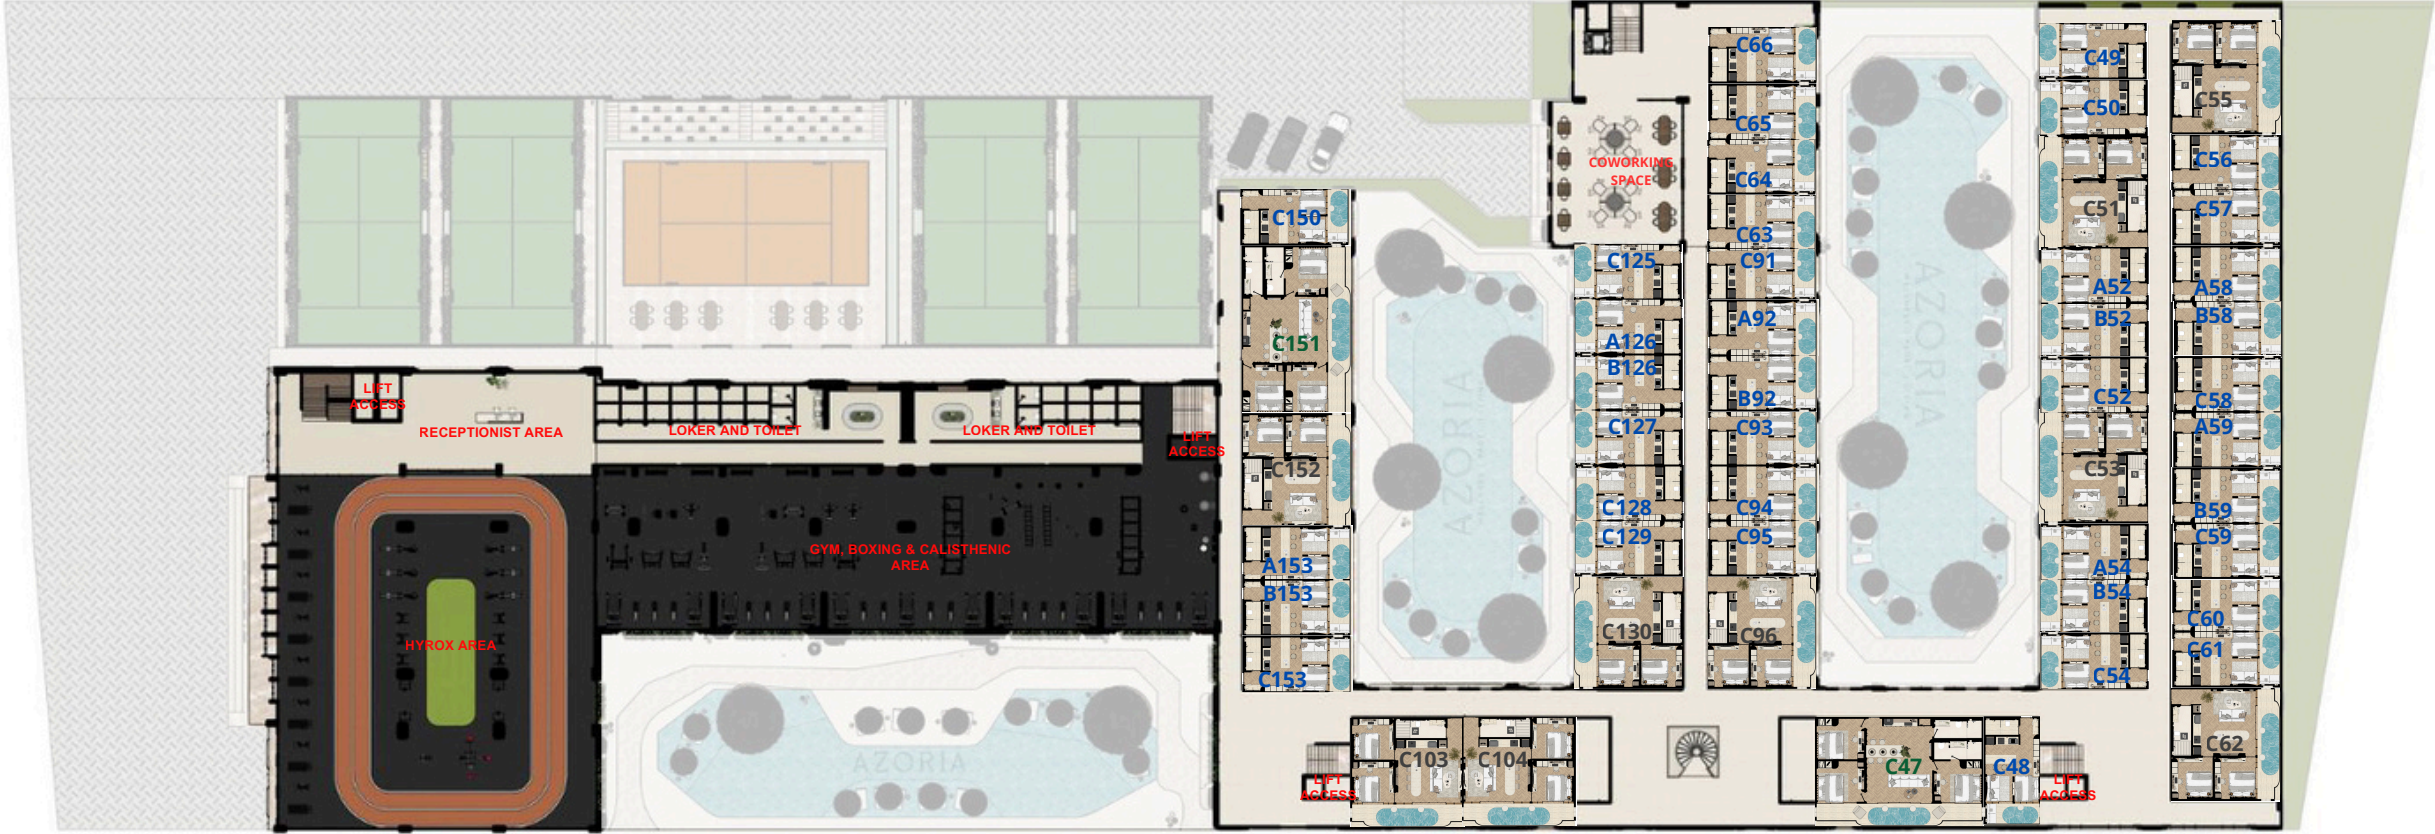 C66
C65
C64
C63
C91
A92
B92
C93
C94
C95
C96
COWORKING
SPACE
C125
A126
B126
C127
C128
C129
C130
C150
C151
C152
A153
B153
C153
C49
C50
C51
A52
B52
C52
C53
A54
B54
C54
C55
C56
C57
A58
B58
C58
A59
B59
C59
C60
C61
C62
AZORIA
AZORIA
LIFT
ACCESS
RECEPTIONIST AREA
LOKER AND TOILET
LOKER AND TOILET
LIFT
ACCESS
GYM, BOXING & CALISTHENIC
AREA
HYROX AREA
AZORIA
LIFT
ACCESS
C103
C104
C47
C48
LIFT
ACCESS